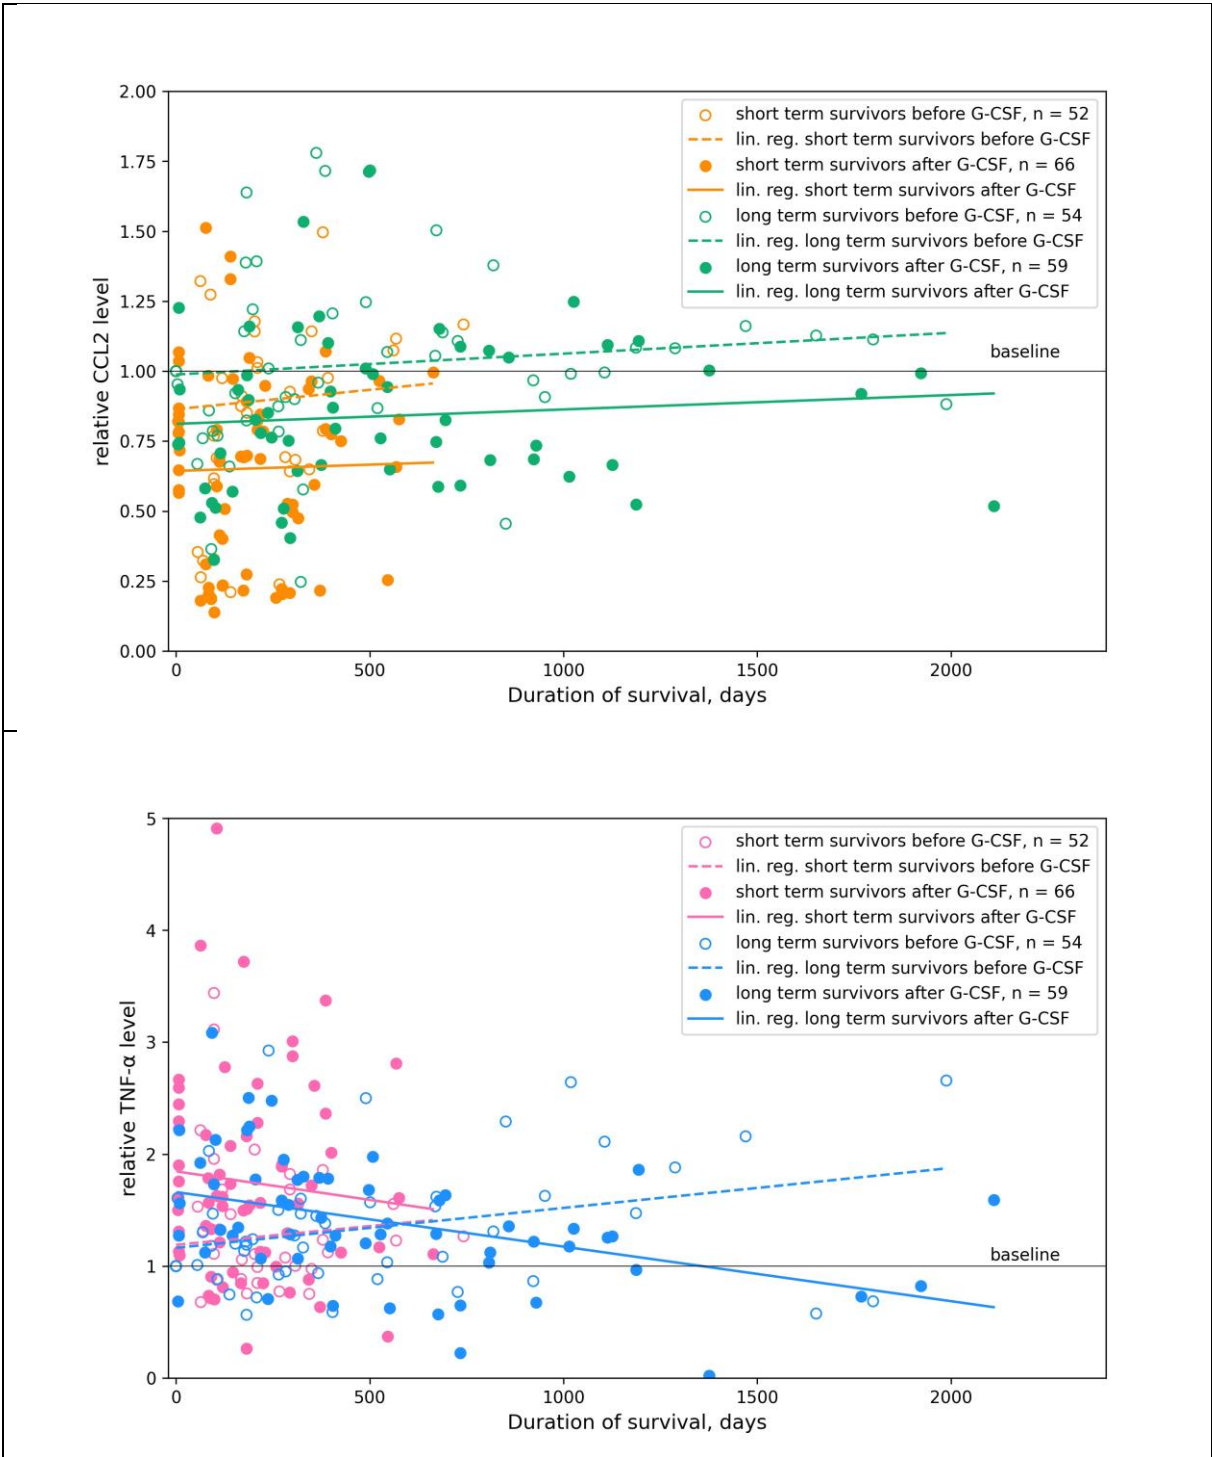 2.00
1.75
1.50
1.25
1.00
0.75
0.50
0.25
0.00
relative CCL2 level
short term survivors before G-CSF, n = 52
lin. reg. short term survivors before G-CSF
short term survivors after G-CSF, n = 66
lin. reg. short term survivors after G-CSF
long term survivors before G-CSF, n = 54
lin. reg. long term survivors before G-CSF
long term survivors after G-CSF, n = 59
lin. reg. long term survivors after G-CSF
baseline
0 500 1000 1500 2000
Duration of survival, days
5
4
3
2
1
0
relative TNF-α level
short term survivors before G-CSF, n = 52
lin. reg. short term survivors before G-CSF
short term survivors after G-CSF, n = 66
lin. reg. short term survivors after G-CSF
long term survivors before G-CSF, n = 54
lin. reg. long term survivors before G-CSF
long term survivors after G-CSF, n = 59
lin. reg. long term survivors after G-CSF
baseline
0 500 1000 1500 2000
Duration of survival, days